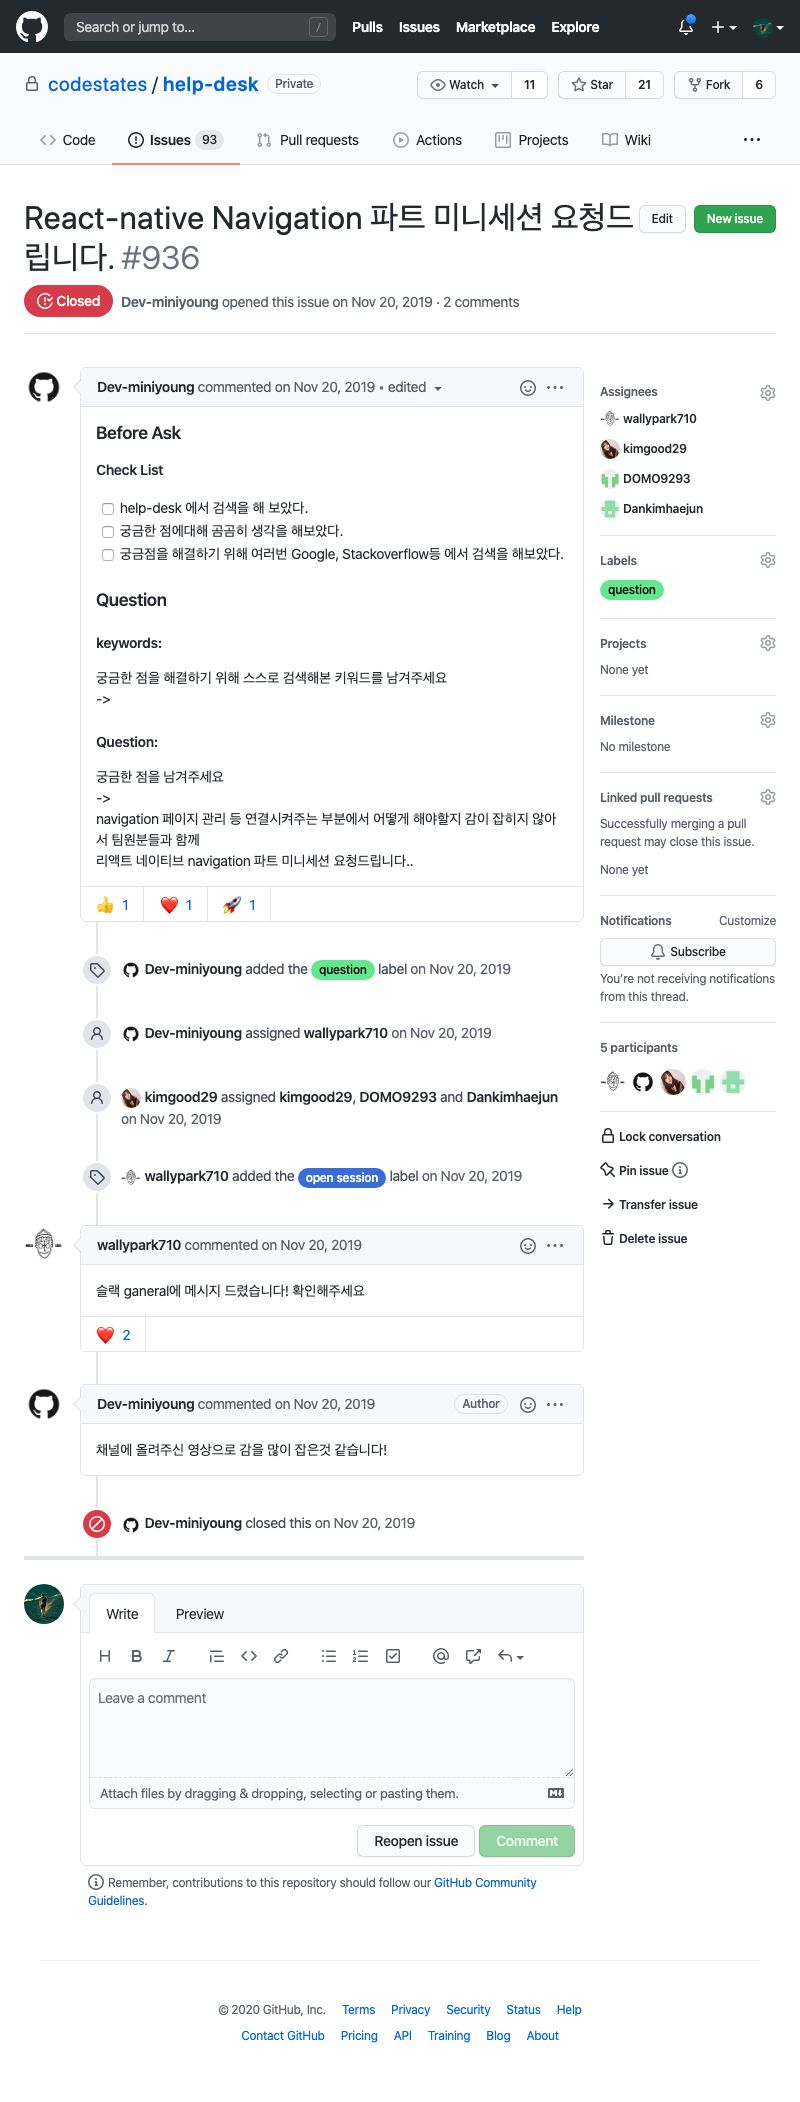 Search or jump to... /
Pulls Issues Marketplace Explore
codestates / help-desk Private
Watch 11 Star 21 Fork 6
Code Issues 93 Pull requests Actions Projects Wiki ...
React-native Navigation 파트 미니세션 요청드
립니다. #936
Edit New issue
Closed Dev-miniyoung opened this issue on Nov 20, 2019 · 2 comments
Dev-miniyoung commented on Nov 20, 2019 • edited
Before Ask
Check List
help-desk 에서 검색을 해 보았다.
궁금한 점에대해 곰곰히 생각을 해보았다.
궁금점을 해결하기 위해 여러번 Google, Stackoverflow등 에서 검색을 해보았다.
Question
keywords:
궁금한 점을 해결하기 위해 스스로 검색해본 키워드를 남겨주세요
->
Question:
궁금한 점을 남겨주세요
->
navigation 페이지 관리 등 연결시켜주는 부분에서 어떻게 해야할지 감이 잡히지 않아
서 팀원분들과 함께
리액트 네이티브 navigation 파트 미니세션 요청드립니다..
👍 1 ❤️ 1 🚀 1
Dev-miniyoung added the question label on Nov 20, 2019
Dev-miniyoung assigned wallypark710 on Nov 20, 2019
kimgood29 assigned kimgood29, DOMO9293 and Dankimhaejun
on Nov 20, 2019
wallypark710 added the open session label on Nov 20, 2019
wallypark710 commented on Nov 20, 2019
슬랙 ganeral에 메시지 드렸습니다! 확인해주세요
❤️ 2
Dev-miniyoung commented on Nov 20, 2019 Author
채널에 올려주신 영상으로 감을 많이 잡은것 같습니다!
Dev-miniyoung closed this on Nov 20, 2019
Write Preview
H B I
Leave a comment
Attach files by dragging & dropping, selecting or pasting them.
Reopen issue Comment
Remember, contributions to this repository should follow our GitHub Community
Guidelines.
Assignees
wallypark710
kimgood29
DOMO9293
Dankimhaejun
Labels
question
Projects
None yet
Milestone
No milestone
Linked pull requests
Successfully merging a pull
request may close this issue.
None yet
Notifications Customize
Subscribe
You're not receiving notifications
from this thread.
5 participants
Lock conversation
Pin issue
Transfer issue
Delete issue
© 2020 GitHub, Inc. Terms Privacy Security Status Help
Contact GitHub Pricing API Training Blog About